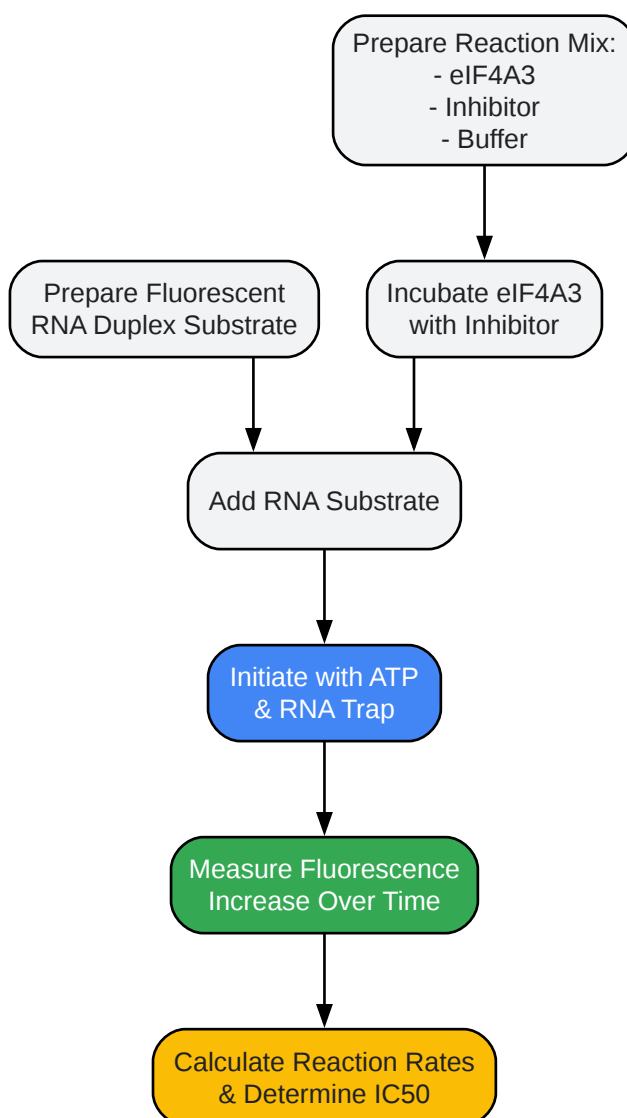 Prepare Reaction Mix:
- eIF4A3
- Inhibitor
- Buffer
Prepare Fluorescent
RNA Duplex Substrate
Incubate eIF4A3
with Inhibitor
Add RNA Substrate
Initiate with ATP
& RNA Trap
Measure Fluorescence
Increase Over Time
Calculate Reaction Rates
& Determine IC50